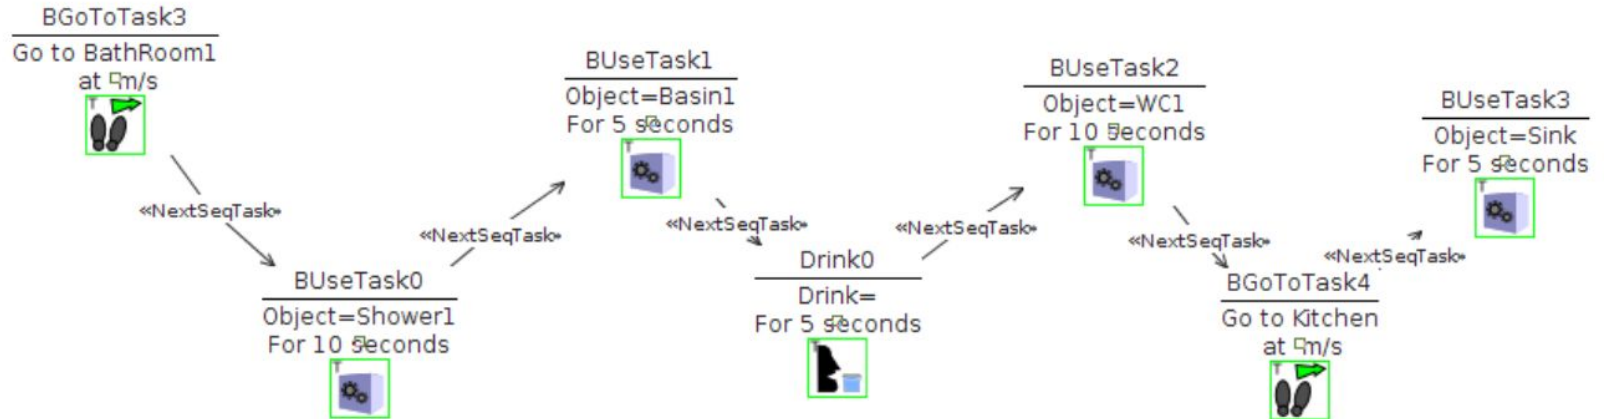 BGoToTask3
Go to BathRoom1
at m/s
«NextSeqTask»
BUseTask0
Object=Shower1
For 10 seconds
«NextSeqTask»
BUseTask1
Object=Basin1
For 5 seconds
«NextSeqTask»
Drink0
Drink=
For 5 seconds
«NextSeqTask»
BUseTask2
Object=WC1
For 10 seconds
«NextSeqTask»
BGoToTask4
Go to Kitchen
at m/s
«NextSeqTask»
BUseTask3
Object=Sink
For 5 seconds